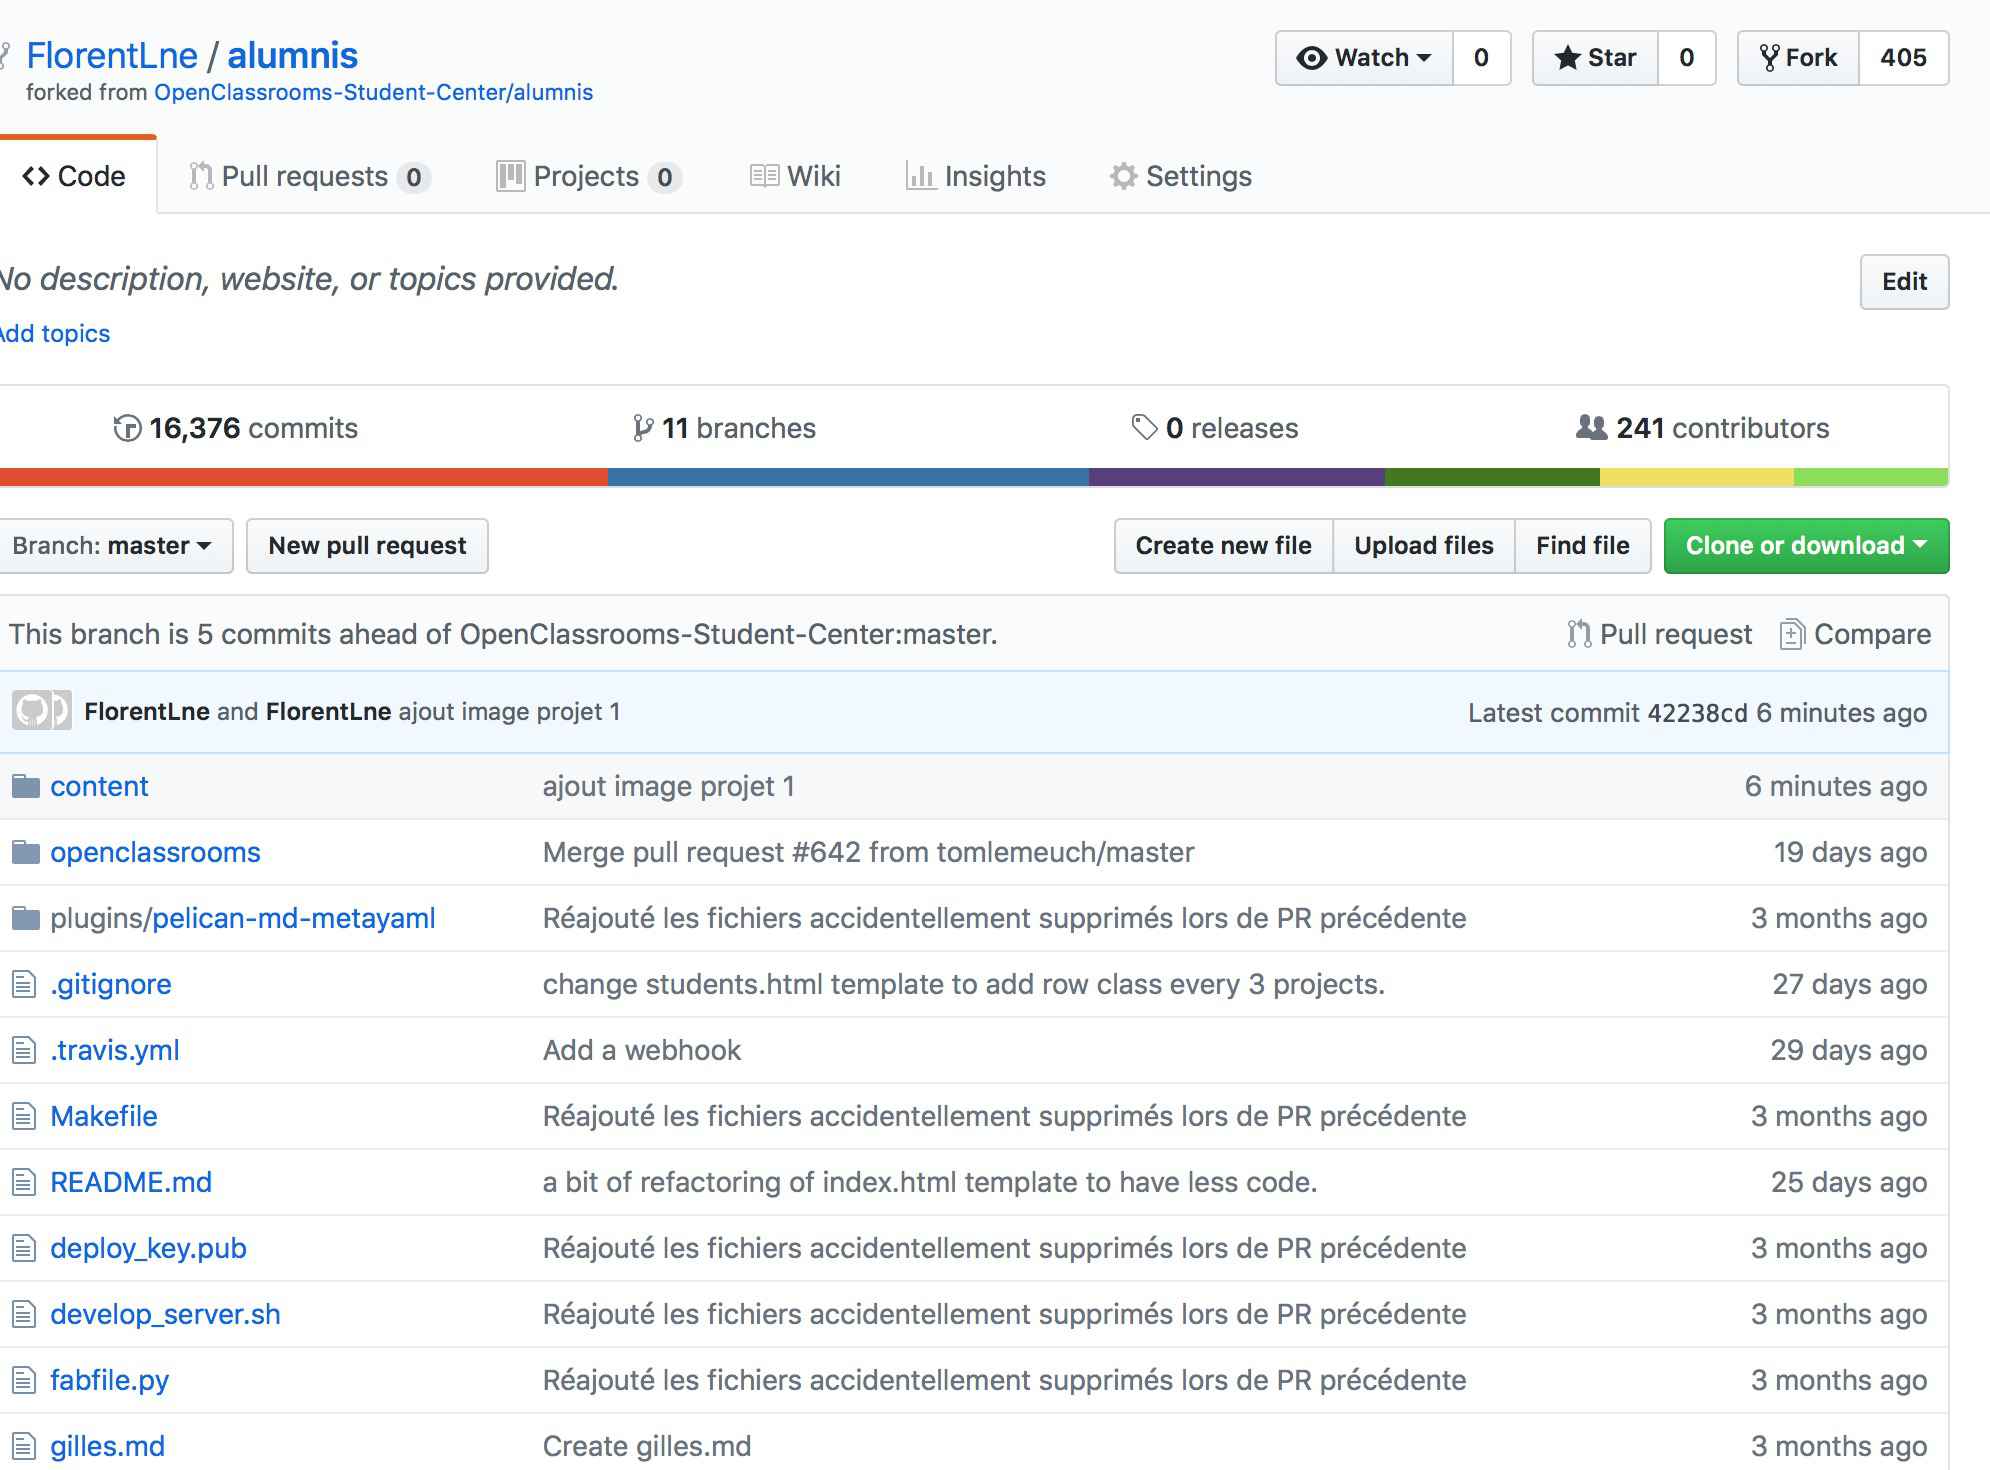 FlorentLne / alumnis
Watch 0 Star 0 Fork 405
forked from OpenClassrooms-Student-Center/alumnis
Code Pull requests 0 Projects 0 Wiki Insights Settings
No description, website, or topics provided.
Edit
Add topics
16,376 commits 11 branches 0 releases 241 contributors
Branch: master New pull request Create new file Upload files Find file Clone or download
This branch is 5 commits ahead of OpenClassrooms-Student-Center:master. Pull request Compare
FlorentLne and FlorentLne ajout image projet 1 Latest commit 42238cd 6 minutes ago
content ajout image projet 1 6 minutes ago
openclassrooms Merge pull request #642 from tomlemeuch/master 19 days ago
plugins/pelican-md-metayaml Réajouté les fichiers accidentellement supprimés lors de PR précédente 3 months ago
.gitignore change students.html template to add row class every 3 projects. 27 days ago
.travis.yml Add a webhook 29 days ago
Makefile Réajouté les fichiers accidentellement supprimés lors de PR précédente 3 months ago
README.md a bit of refactoring of index.html template to have less code. 25 days ago
deploy_key.pub Réajouté les fichiers accidentellement supprimés lors de PR précédente 3 months ago
develop_server.sh Réajouté les fichiers accidentellement supprimés lors de PR précédente 3 months ago
fabfile.py Réajouté les fichiers accidentellement supprimés lors de PR précédente 3 months ago
gilles.md Create gilles.md 3 months ago